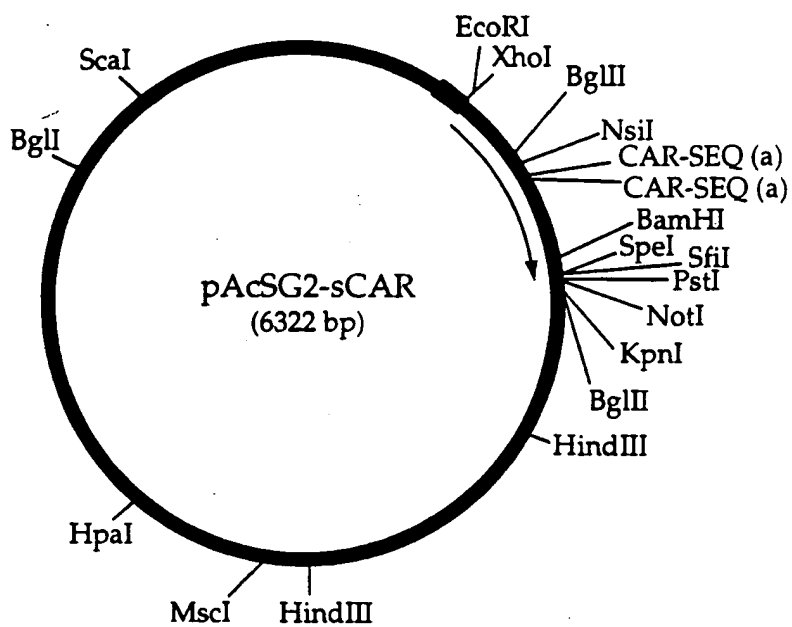 EcoRI
XhoI
ScaI
BglII
BglI
NsiI
CAR-SEQ (a)
CAR-SEQ (a)
BamHI
SpeI
SfiI
PstI
pAcSG2-sCAR
(6322 bp)
NotI
KpnI
BglII
HindIII
HpaI
MscI
HindIII